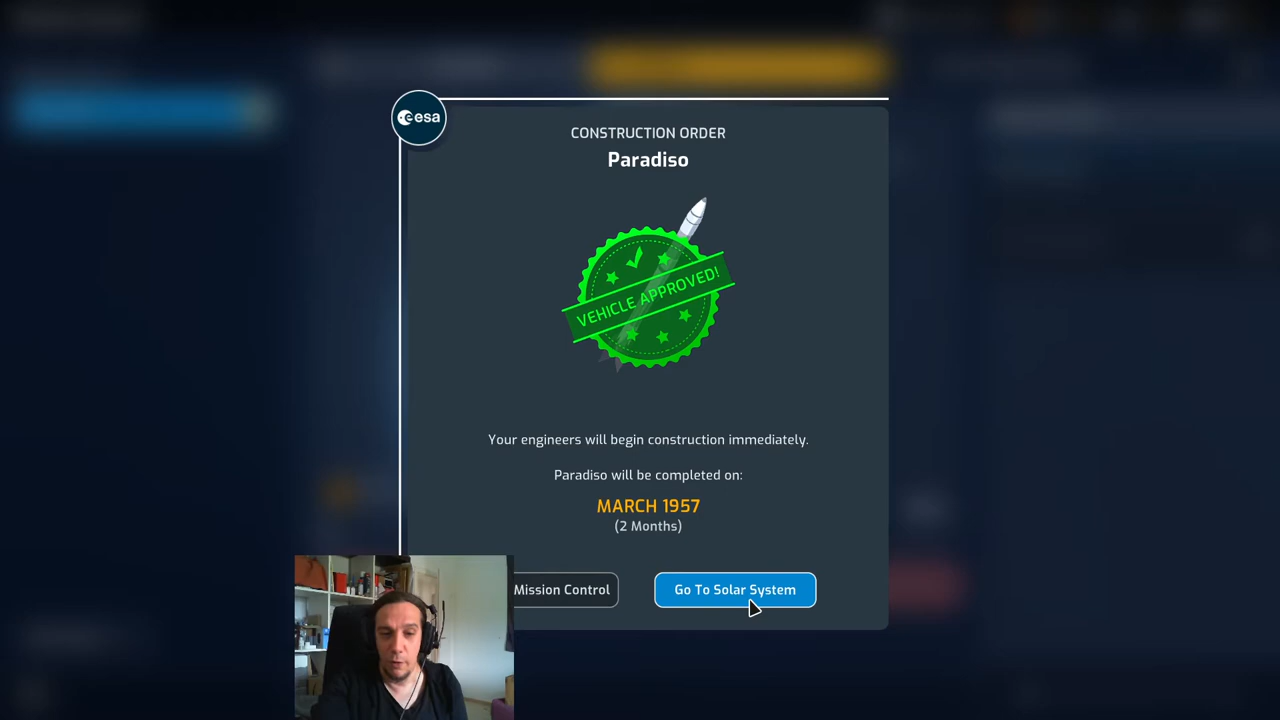 esa
CONSTRUCTION ORDER
Paradiso
VEHICLE APPROVED!
Your engineers will begin construction immediately.
Paradiso will be completed on:
MARCH 1957
(2 Months)
Mission Control
Go To Solar System